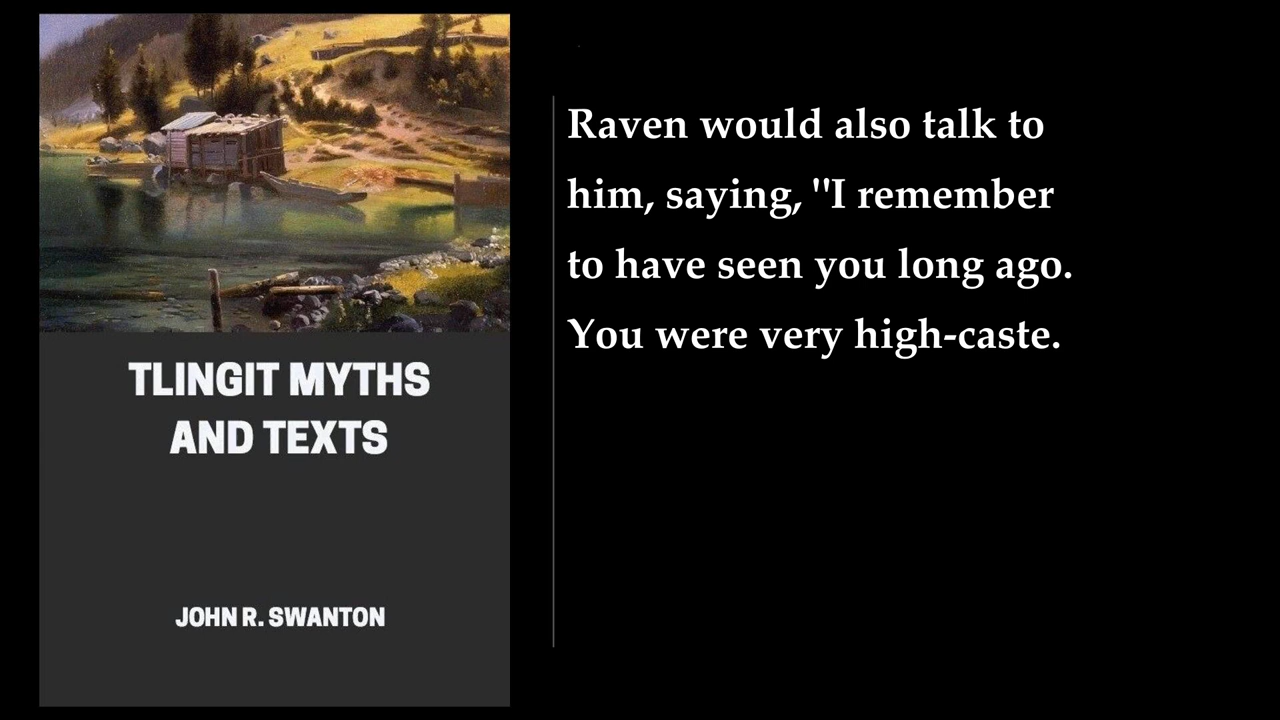 TLINGIT MYTHS
AND TEXTS
JOHN R. SWANTON
Raven would also talk to
him, saying, "I remember
to have seen you long ago.
You were very high-caste.